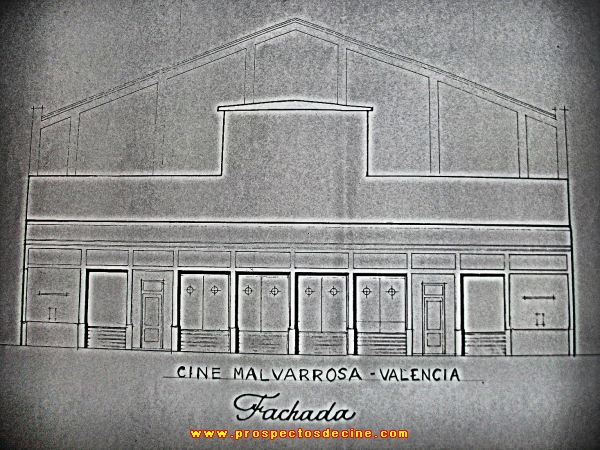 CINE MALVARROSA - VALENCIA
Fachada
www.prospectosdecine.com